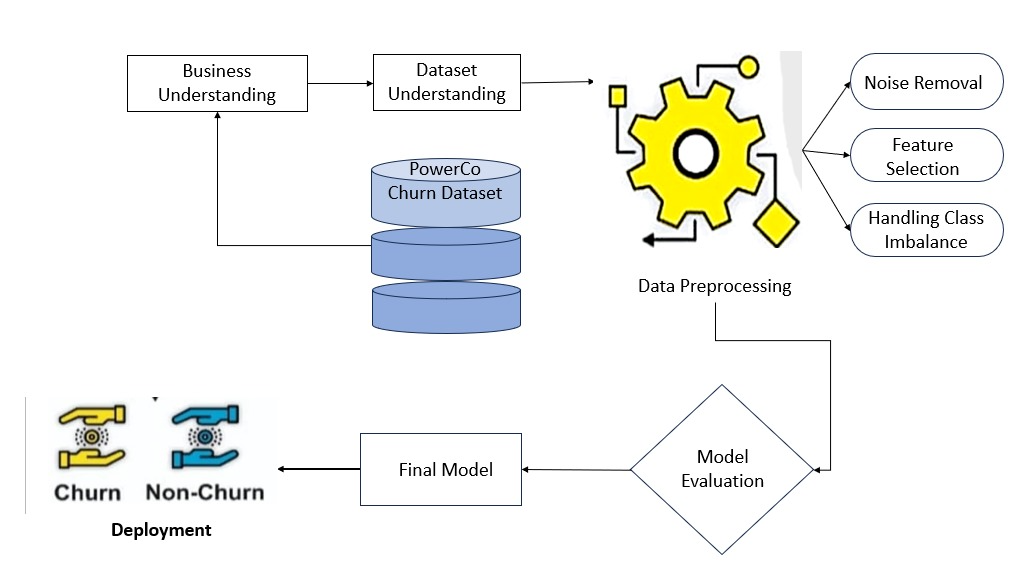 Business
Understanding
Dataset
Understanding
Noise Removal
Feature
Selection
Handling Class
Imbalance
PowerCo
Churn Dataset
Data Preprocessing
Model
Evaluation
Final Model
Churn
Non-Churn
Deployment